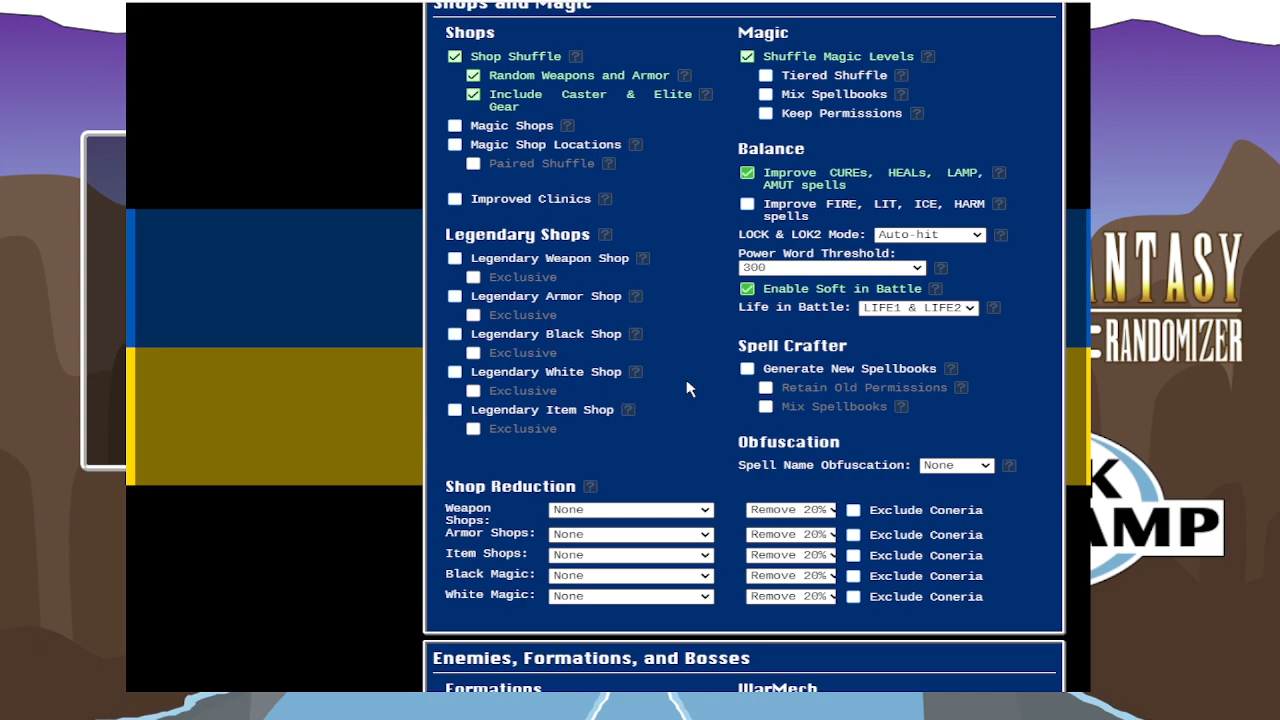 Shops and Magic
Shops
Shop Shuffle ?
Random Weapons and Armor ?
Include Caster & Elite ?
Gear
Magic Shops ?
Magic Shop Locations ?
Paired Shuffle ?
Improved Clinics ?
Legendary Shops ?
Legendary Weapon Shop ?
Exclusive
Legendary Armor Shop ?
Exclusive
Legendary Black Shop ?
Exclusive
Legendary White Shop ?
Exclusive
Legendary Item Shop ?
Exclusive
Magic
Shuffle Magic Levels ?
Tiered Shuffle ?
Mix Spellbooks ?
Keep Permissions ?
Balance
Improve CUREs, HEALs, LAMP, ?
AMUT spells
Improve FIRE, LIT, ICE, HARM ?
spells
LOCK & LOK2 Mode: Auto-hit ?
Power Word Threshold:
300 ?
Enable Soft in Battle ?
Life in Battle: LIFE1 & LIFE2 ?
Spell Crafter
Generate New Spellbooks ?
Retain Old Permissions ?
Mix Spellbooks ?
Obfuscation
Spell Name Obfuscation: None ?
Shop Reduction ?
Weapon
Shops: None Remove 20% Exclude Coneria
Armor Shops: None Remove 20% Exclude Coneria
Item Shops: None Remove 20% Exclude Coneria
Black Magic: None Remove 20% Exclude Coneria
White Magic: None Remove 20% Exclude Coneria
Enemies, Formations, and Bosses
Formations
WarMech
ANTASY
RANDOMIZER
K
AMP